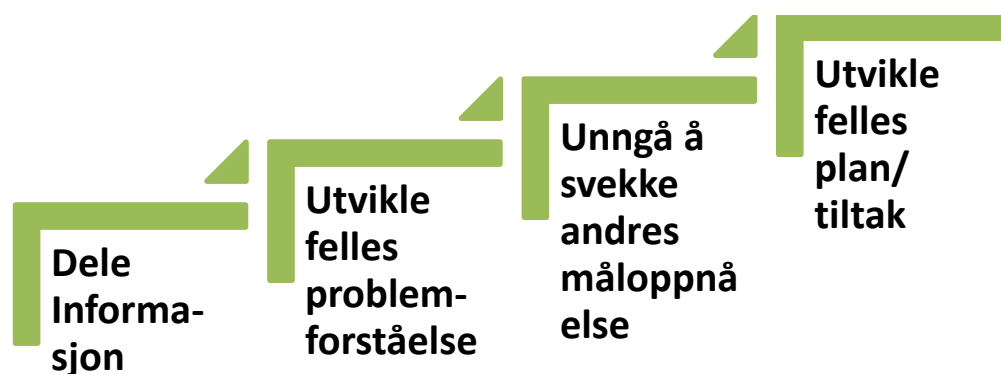 Dele
Informa-
sjon
Utvikle
felles
problem-
forståelse
Unngå å
svekke
andres
måloppnå
else
Utvikle
felles
plan/
tiltak